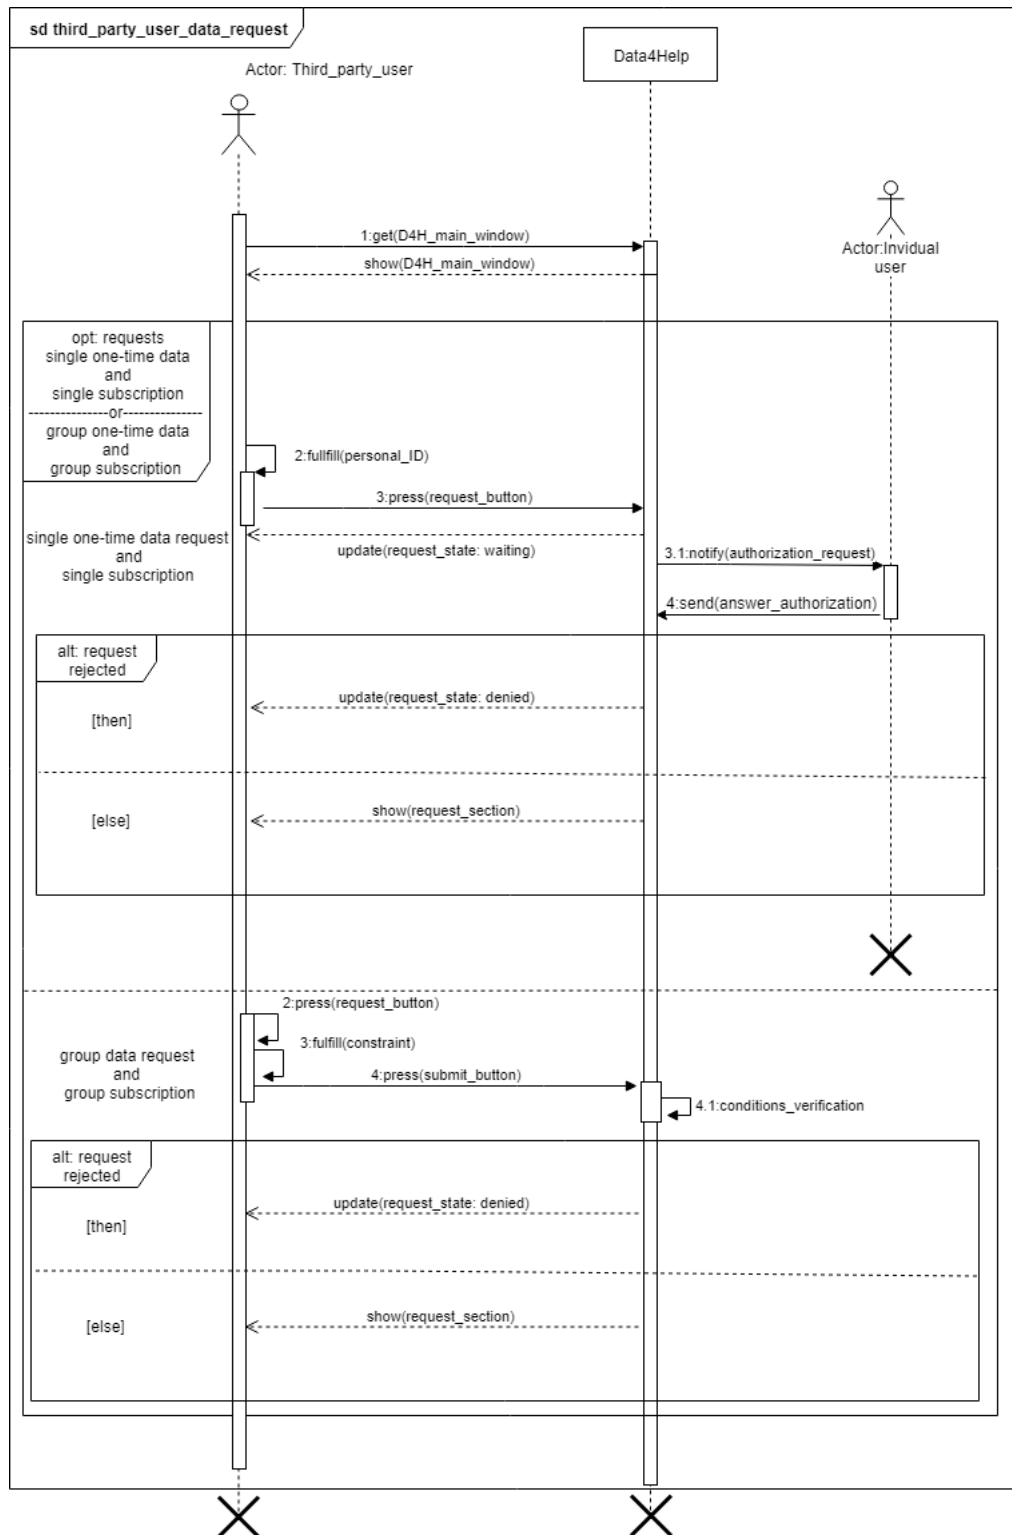 sd third_party_user_data_request
Data4Help
Actor: Third_party_user
1:get(D4H_main_window)
Actor:Invidual
user
show(D4H_main_window)
opt: requests
single one-time data
and
single subscription
---------------or---------------
group one-time data
and
group subscription
2:fullfill(personal_ID)
3:press(request_button)
single one-time data request
and
single subscription
update(request_state: waiting)
3.1:notify(authorization_request)
4:send(answer_authorization)
alt: request
rejected
update(request_state: denied)
[then]
show(request_section)
[else]
2:press(request_button)
3:fulfill(constraint)
group data request
and
group subscription
4:press(submit_button)
4.1:conditions_verification
alt: request
rejected
update(request_state: denied)
[then]
show(request_section)
[else]